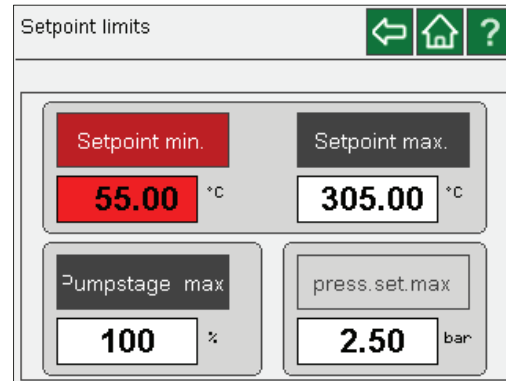 Setpoint limits ?
Setpoint min. Setpoint max.
55.00 °C 305.00 °C
Pumpstage max press.set.max
100 % 2.50 bar